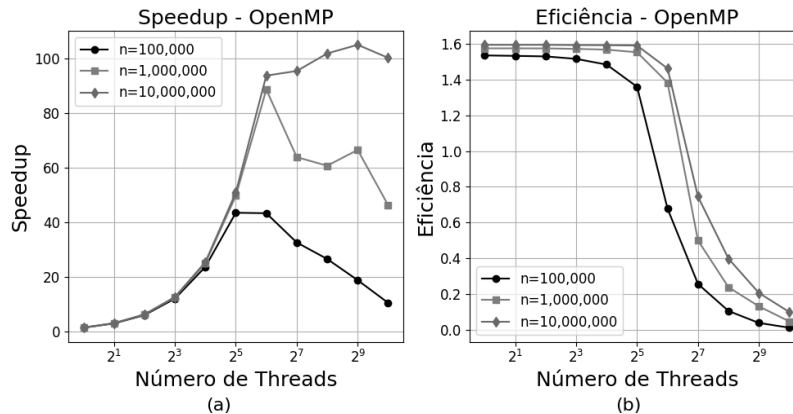 Speedup - OpenMP
n=100,000
n=1,000,000
n=10,000,000
Speedup
100
80
60
40
20
0
2^1
2^3
2^5
2^7
2^9
Número de Threads
(a)
Eficiência - OpenMP
Eficiência
1.6
1.4
1.2
1.0
0.8
0.6
0.4
0.2
0.0
n=100,000
n=1,000,000
n=10,000,000
2^1
2^3
2^5
2^7
2^9
Número de Threads
(b)